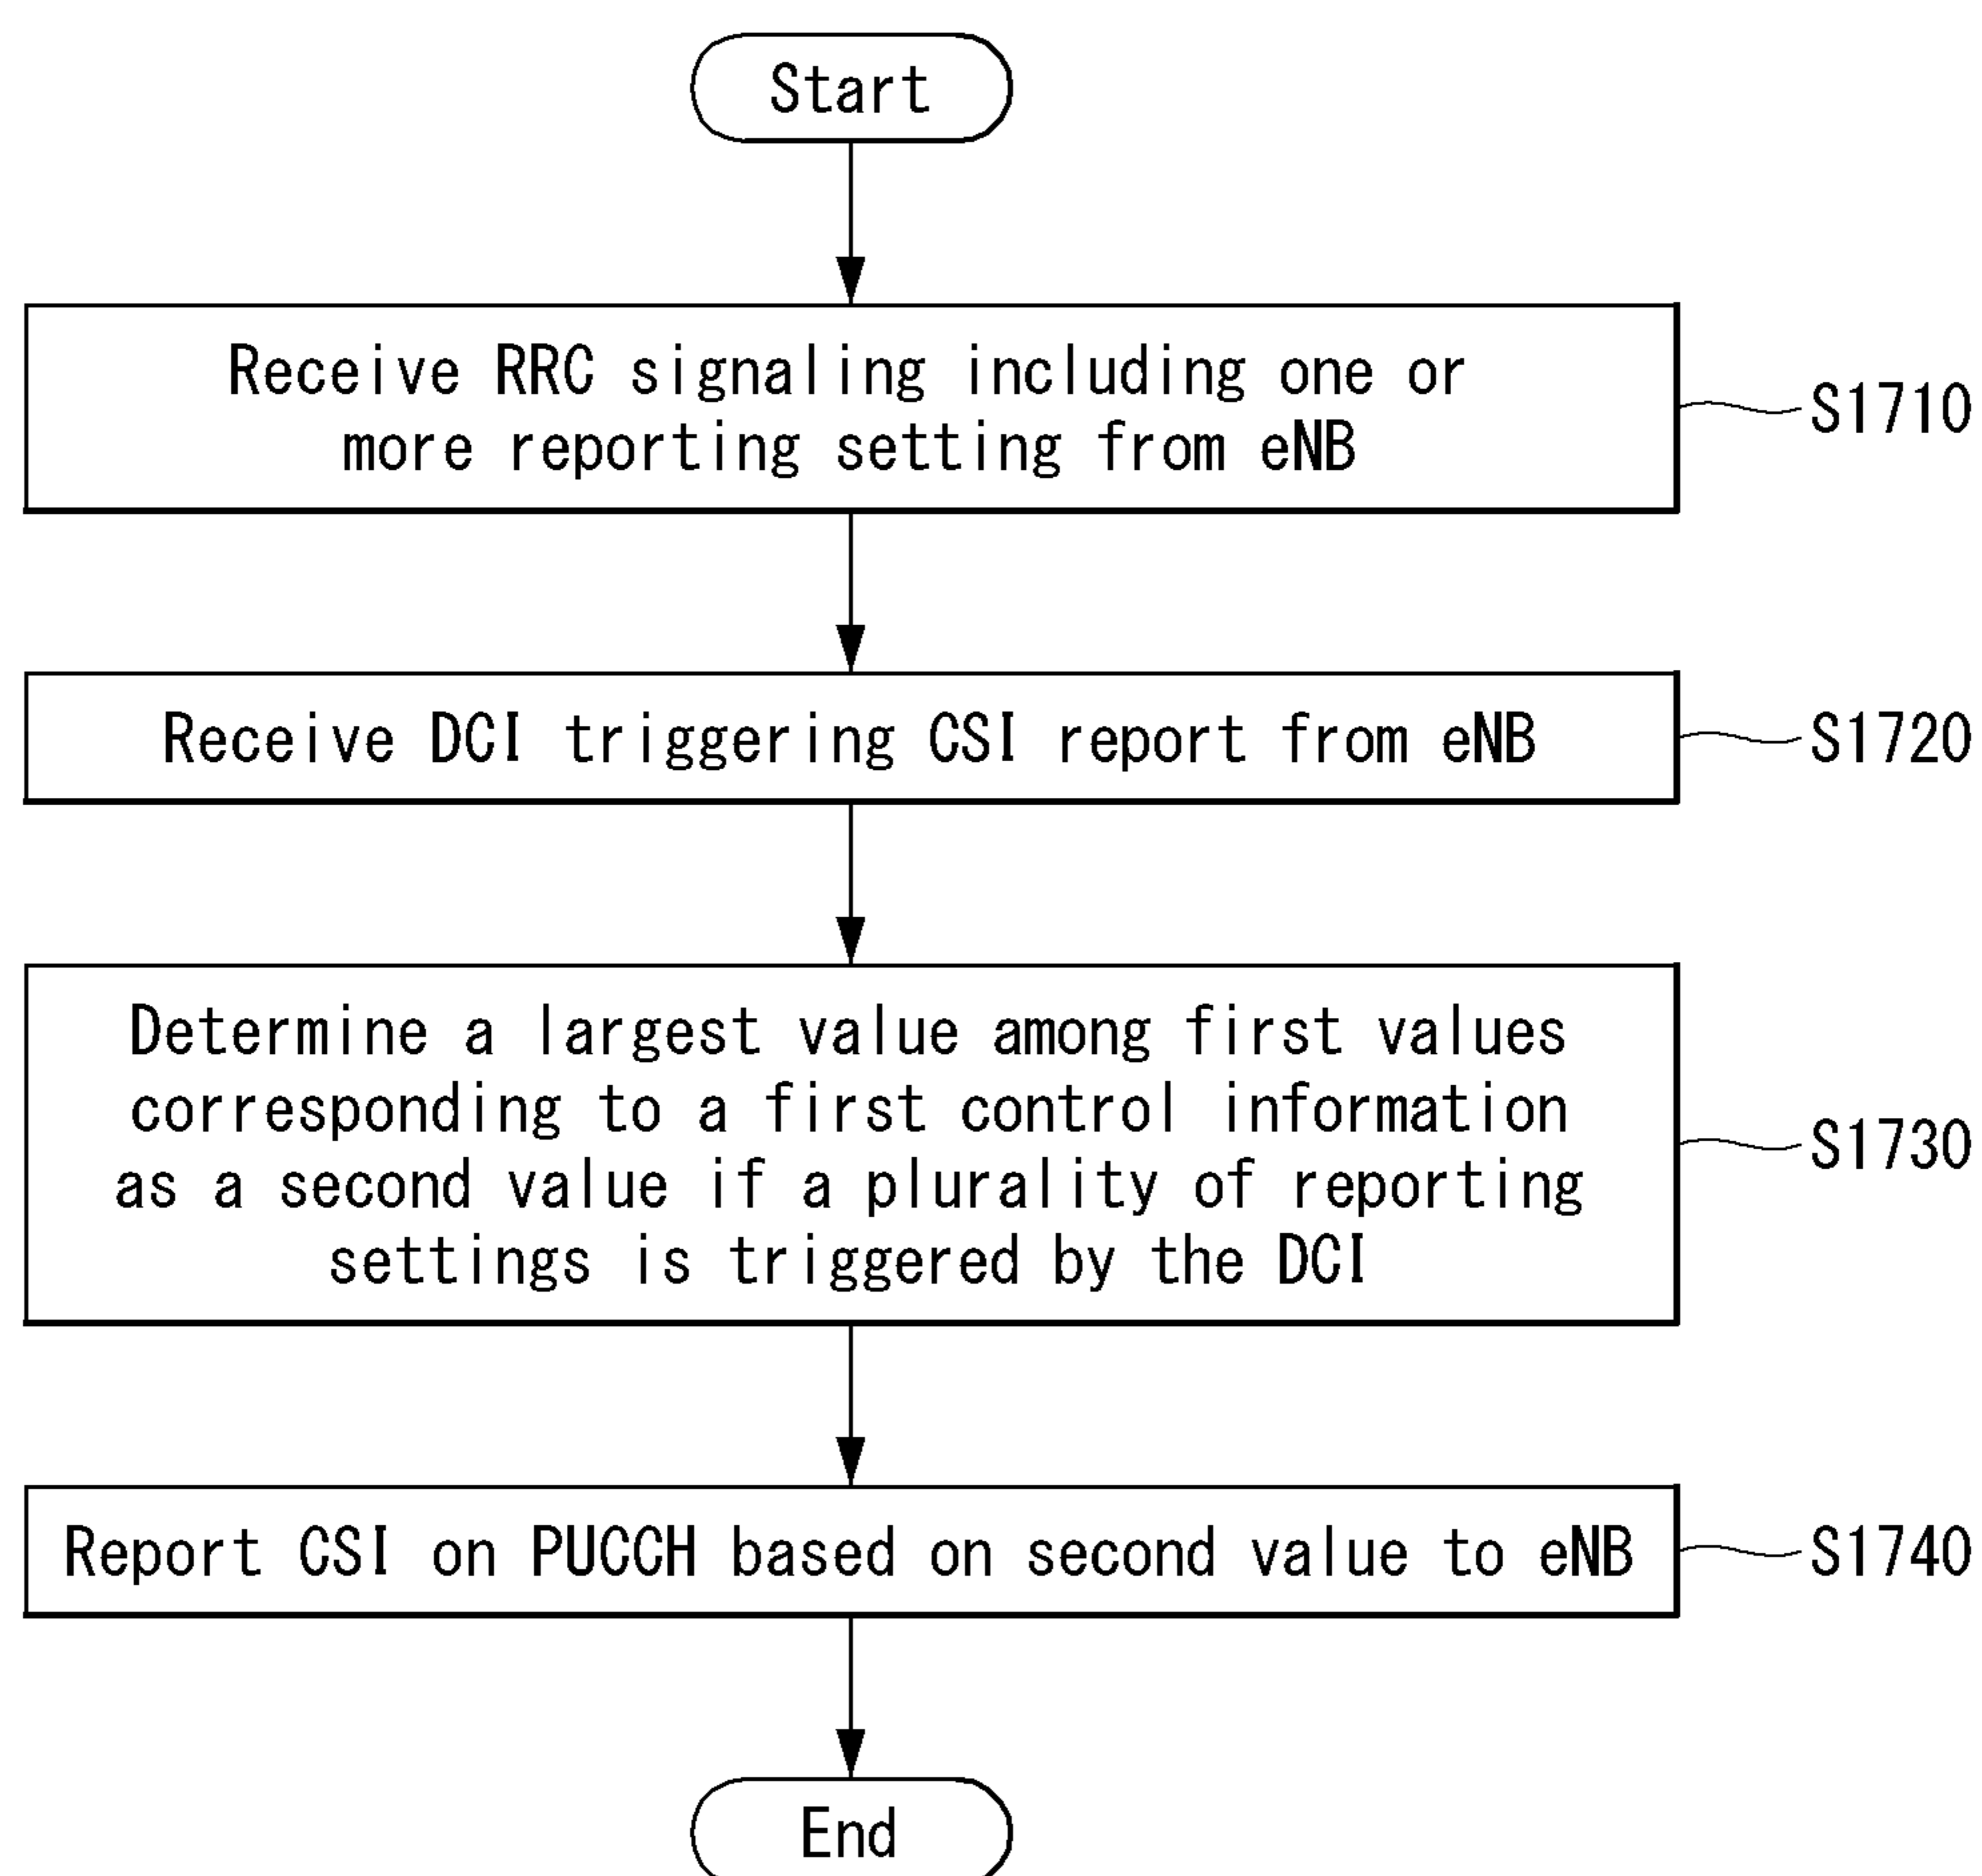 Start
Receive RRC signaling including one or
more reporting setting from eNB
S1710
Receive DCI triggering CSI report from eNB
S1720
Determine a largest value among first values
corresponding to a first control information
as a second value if a plurality of reporting
settings is triggered by the DCI
S1730
Report CSI on PUCCH based on second value to eNB
S1740
End